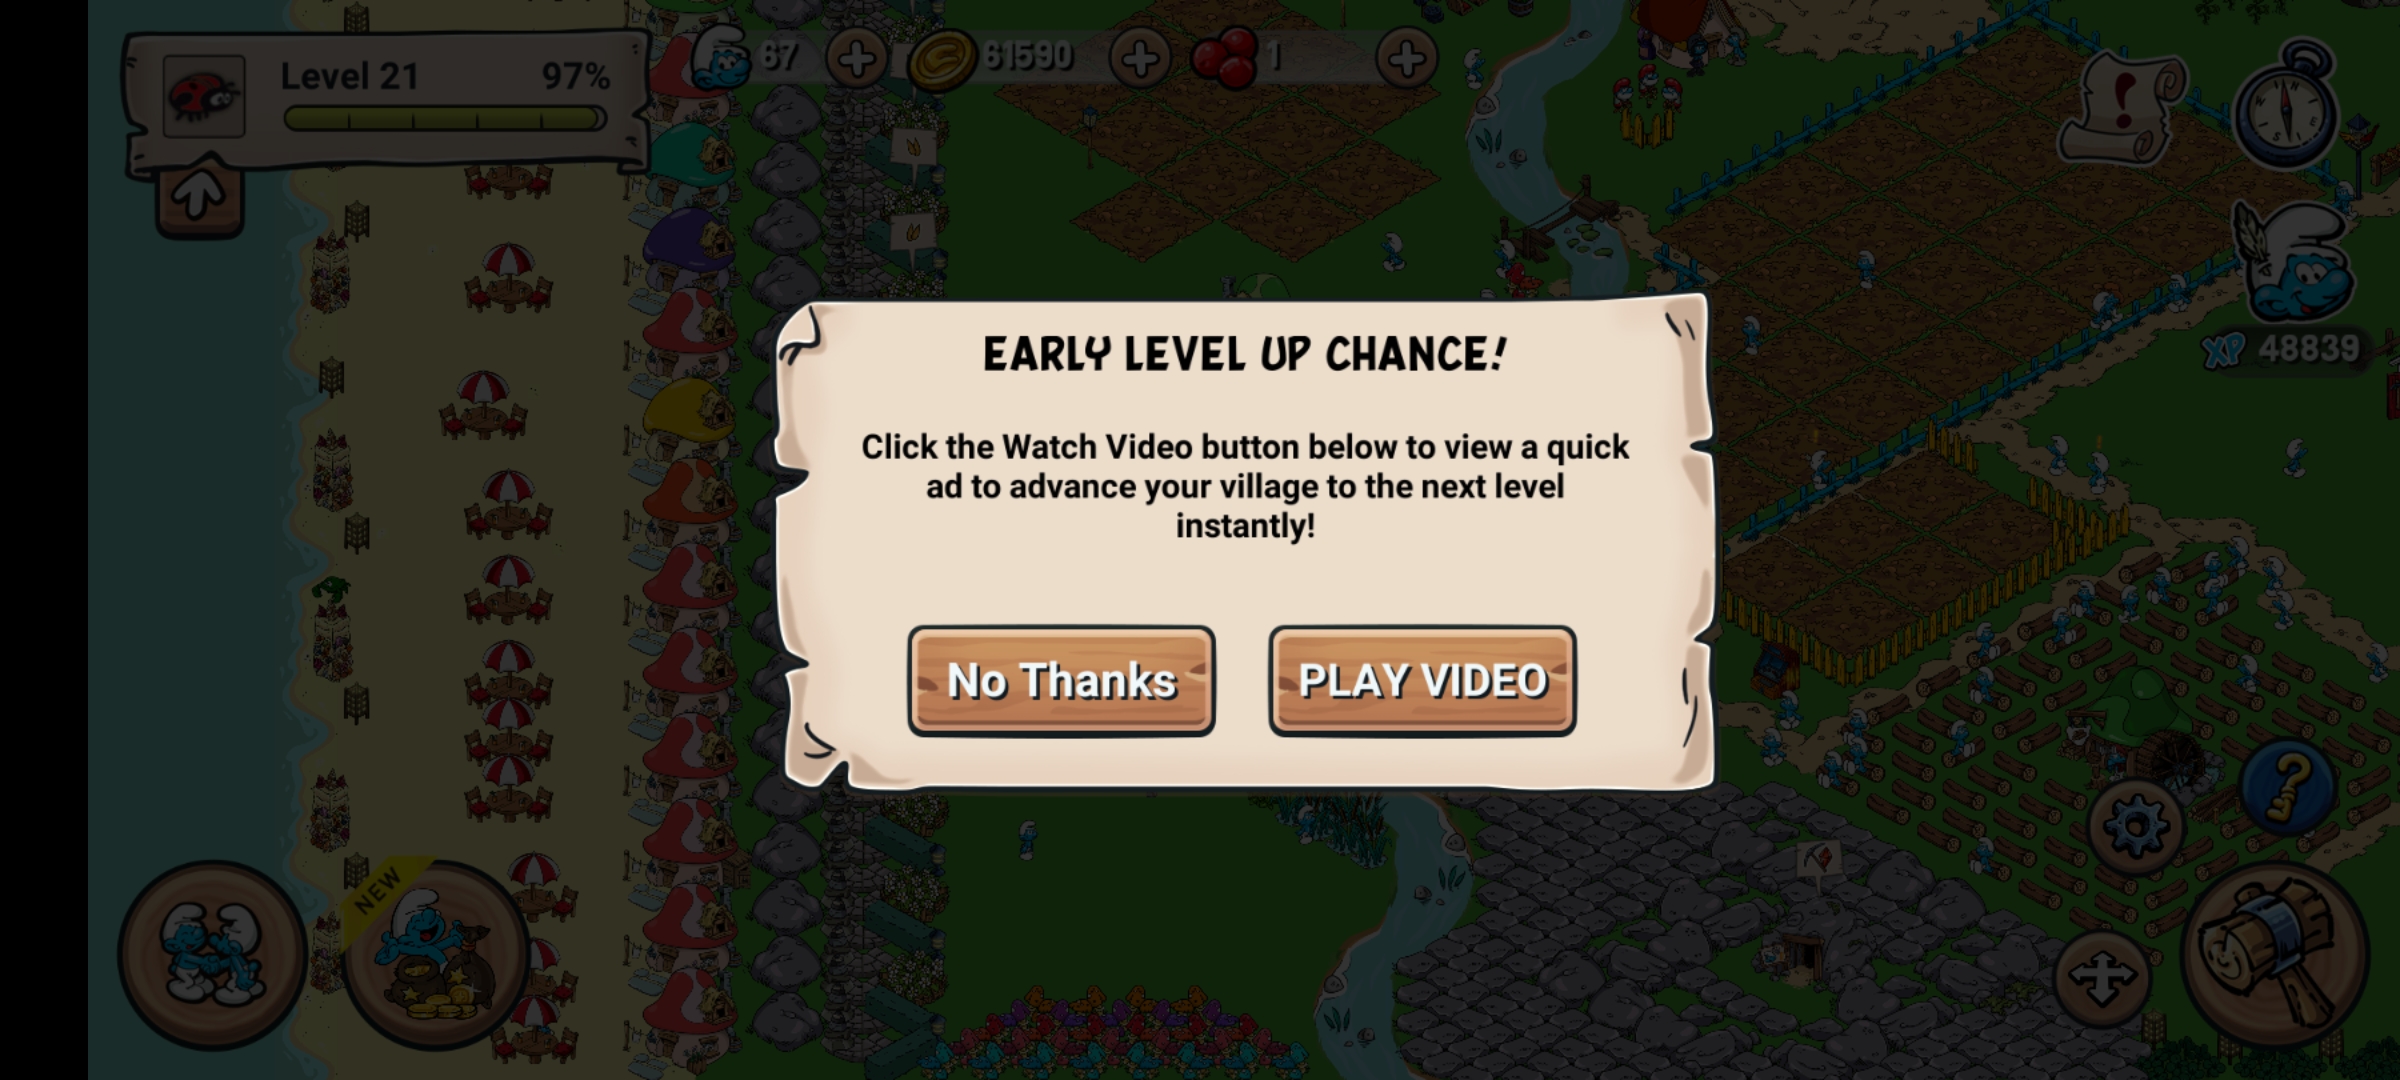 Level 21 97%
67
61590
1
XP 48839
EARLY LEVEL UP CHANCE!
Click the Watch Video button below to view a quick
ad to advance your village to the next level
instantly!
No Thanks
PLAY VIDEO
NEW